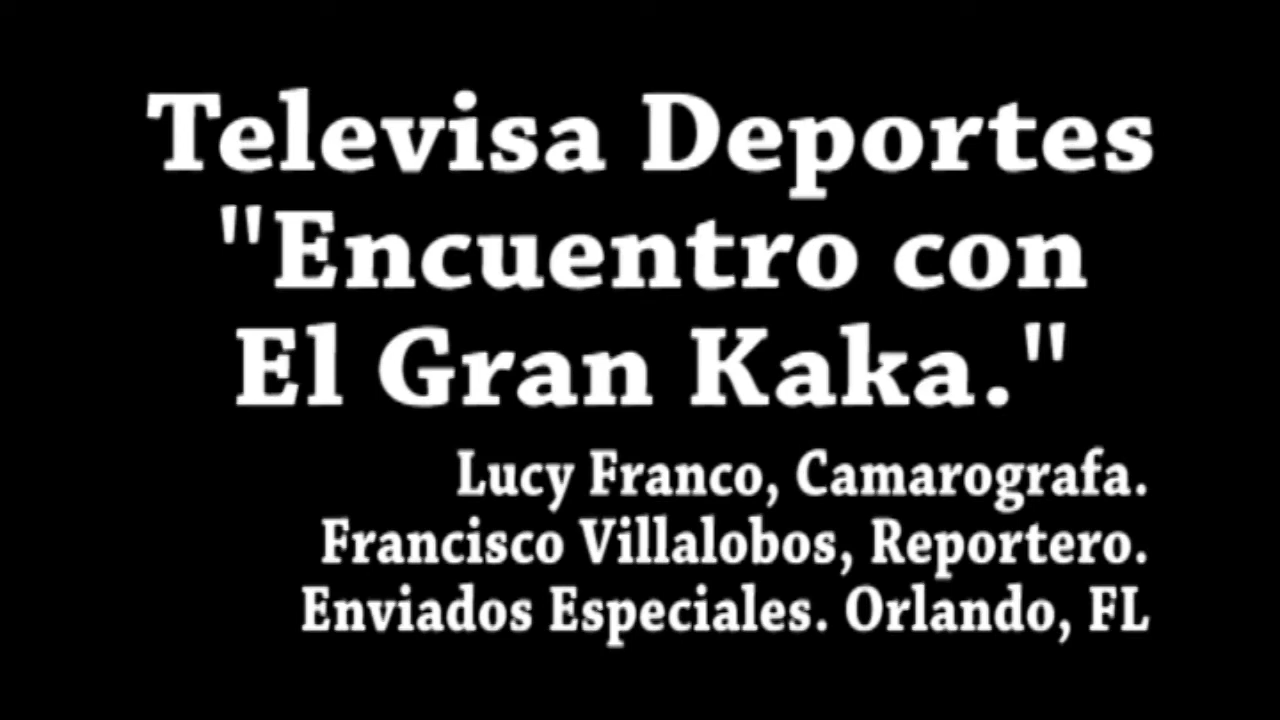 Televisa Deportes
"Encuentro con
El Gran Kaka."
Lucy Franco, Camarografa.
Francisco Villalobos, Reportero.
Enviados Especiales. Orlando, FL